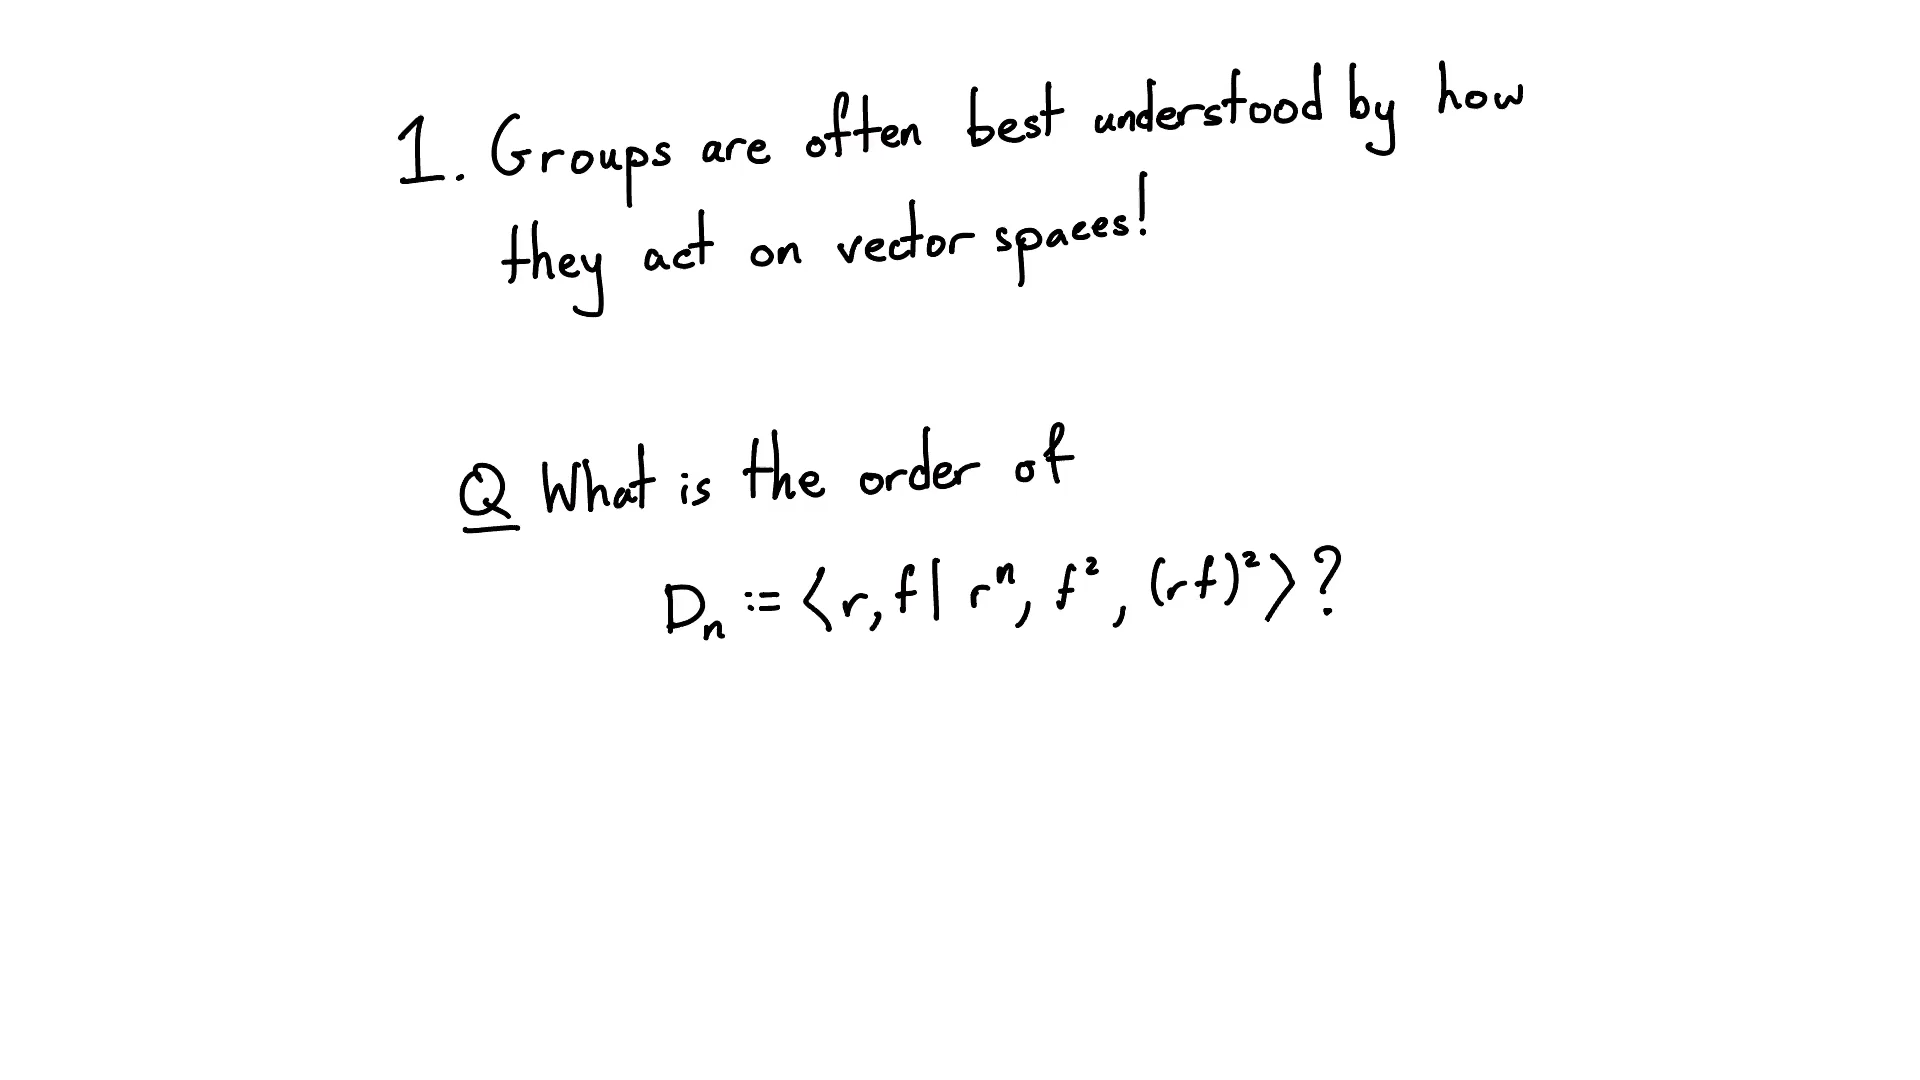 1. Groups are often best understood by how
they act on vector spaces!
Q What is the order of
Dₙ := ⟨r, f | rⁿ, f², (rf)²⟩?